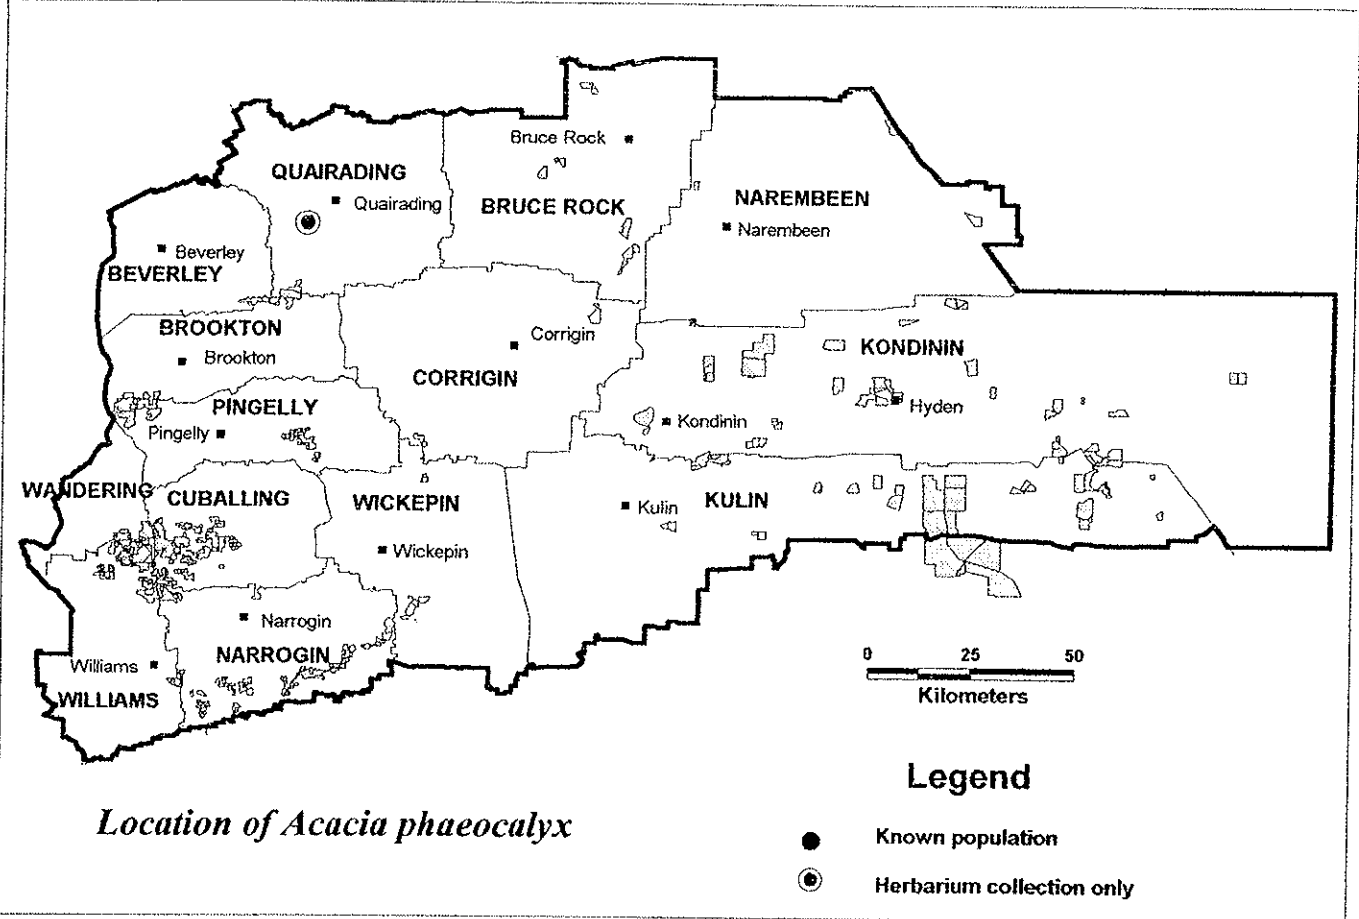 Bruce Rock
QUAIRADING
Quairading
BRUCE ROCK
NAREMBEEN
Narembeen
Beverley
BEVERLEY
BROOKTON
Brookton
Corrigin
CORRIGIN
KONDININ
PINGELLY
Pingelly
Kondinin
Hyden
WANDERING
CUBALLING
WICKEPIN
Kulin
KULIN
Wickepin
Narrogin
NARROGIN
Williams
WILLIAMS
0 25 50
Kilometers
Legend
Location of Acacia phaeocalyx
Known population
Herbarium collection only